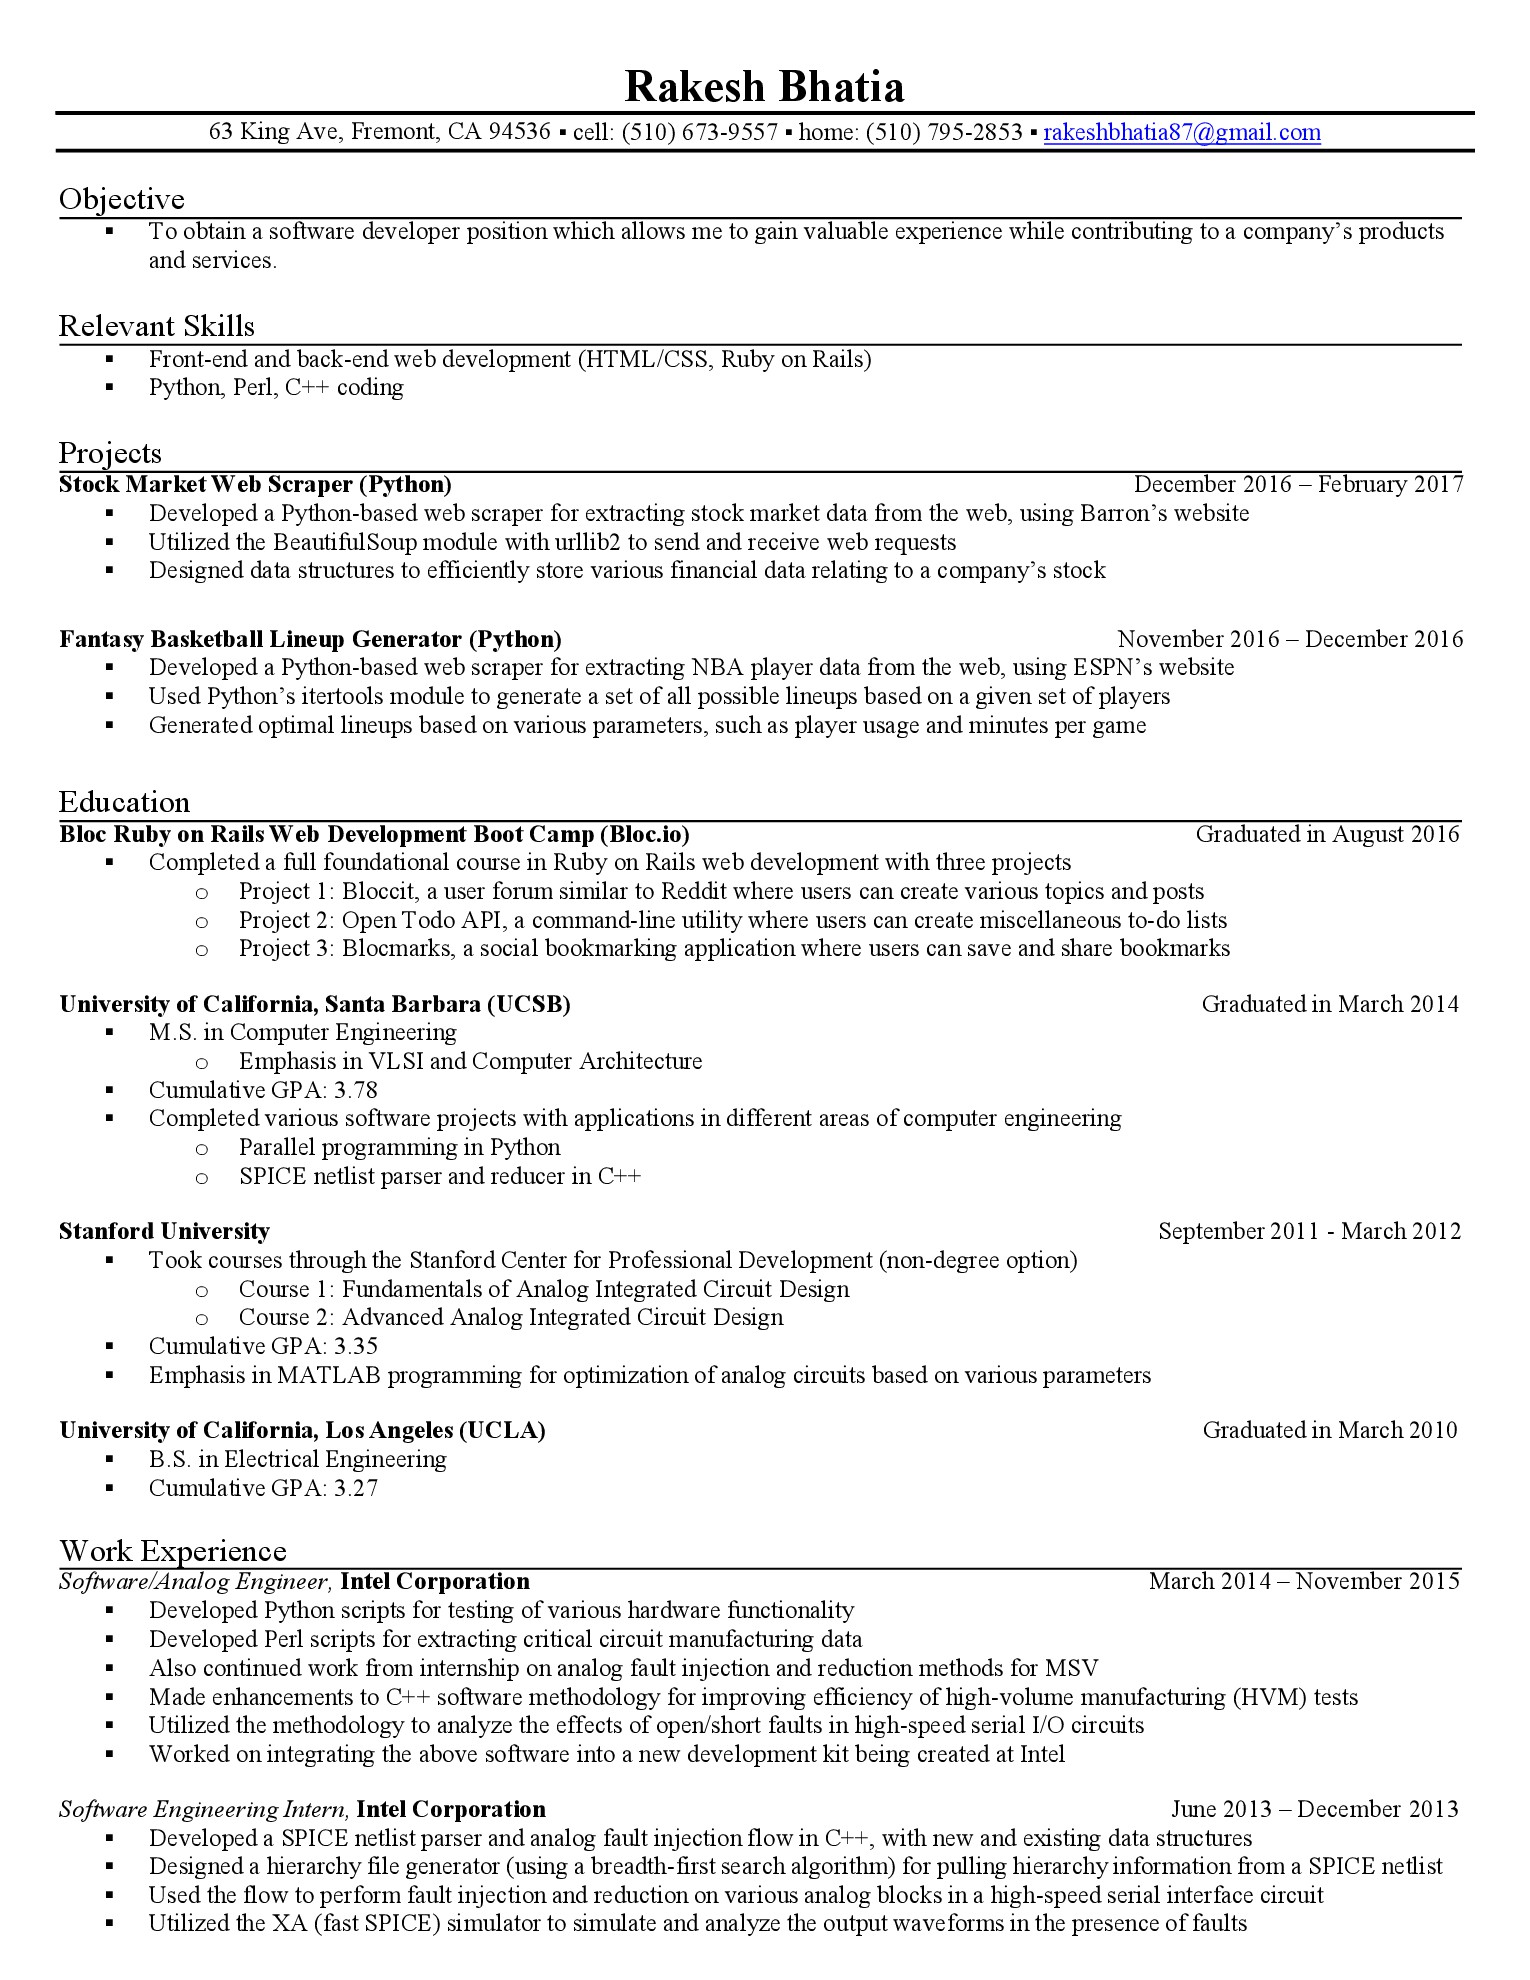 Rakesh Bhatia
63 King Ave, Fremont, CA 94536 ▪ cell: (510) 673-9557 ▪ home: (510) 795-2853 ▪ rakeshbhatia87@gmail.com
Objective
▪ To obtain a software developer position which allows me to gain valuable experience while contributing to a company’s products
and services.
Relevant Skills
▪ Front-end and back-end web development (HTML/CSS, Ruby on Rails)
▪ Python, Perl, C++ coding
Projects
Stock Market Web Scraper (Python) December 2016 – February 2017
▪ Developed a Python-based web scraper for extracting stock market data from the web, using Barron’s website
▪ Utilized the BeautifulSoup module with urllib2 to send and receive web requests
▪ Designed data structures to efficiently store various financial data relating to a company’s stock
Fantasy Basketball Lineup Generator (Python) November 2016 – December 2016
▪ Developed a Python-based web scraper for extracting NBA player data from the web, using ESPN’s website
▪ Used Python’s itertools module to generate a set of all possible lineups based on a given set of players
▪ Generated optimal lineups based on various parameters, such as player usage and minutes per game
Education
Bloc Ruby on Rails Web Development Boot Camp (Bloc.io) Graduated in August 2016
▪ Completed a full foundational course in Ruby on Rails web development with three projects
o Project 1: Bloccit, a user forum similar to Reddit where users can create various topics and posts
o Project 2: Open Todo API, a command-line utility where users can create miscellaneous to-do lists
o Project 3: Blocmarks, a social bookmarking application where users can save and share bookmarks
University of California, Santa Barbara (UCSB) Graduated in March 2014
▪ M.S. in Computer Engineering
o Emphasis in VLSI and Computer Architecture
▪ Cumulative GPA: 3.78
▪ Completed various software projects with applications in different areas of computer engineering
o Parallel programming in Python
o SPICE netlist parser and reducer in C++
Stanford University September 2011 - March 2012
▪ Took courses through the Stanford Center for Professional Development (non-degree option)
o Course 1: Fundamentals of Analog Integrated Circuit Design
o Course 2: Advanced Analog Integrated Circuit Design
▪ Cumulative GPA: 3.35
▪ Emphasis in MATLAB programming for optimization of analog circuits based on various parameters
University of California, Los Angeles (UCLA) Graduated in March 2010
▪ B.S. in Electrical Engineering
▪ Cumulative GPA: 3.27
Work Experience
Software/Analog Engineer, Intel Corporation March 2014 – November 2015
▪ Developed Python scripts for testing of various hardware functionality
▪ Developed Perl scripts for extracting critical circuit manufacturing data
▪ Also continued work from internship on analog fault injection and reduction methods for MSV
▪ Made enhancements to C++ software methodology for improving efficiency of high-volume manufacturing (HVM) tests
▪ Utilized the methodology to analyze the effects of open/short faults in high-speed serial I/O circuits
▪ Worked on integrating the above software into a new development kit being created at Intel
Software Engineering Intern, Intel Corporation June 2013 – December 2013
▪ Developed a SPICE netlist parser and analog fault injection flow in C++, with new and existing data structures
▪ Designed a hierarchy file generator (using a breadth-first search algorithm) for pulling hierarchy information from a SPICE netlist
▪ Used the flow to perform fault injection and reduction on various analog blocks in a high-speed serial interface circuit
▪ Utilized the XA (fast SPICE) simulator to simulate and analyze the output waveforms in the presence of faults